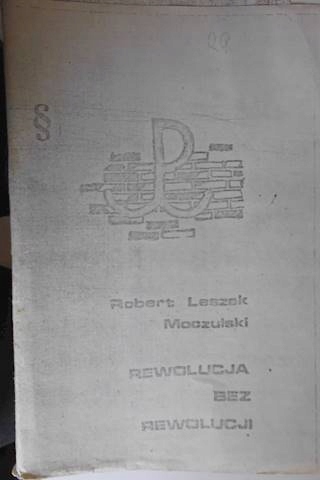 §
Robert Leszek
Moczulski
REWOLUCJA
BEZ
REWOLUCJI